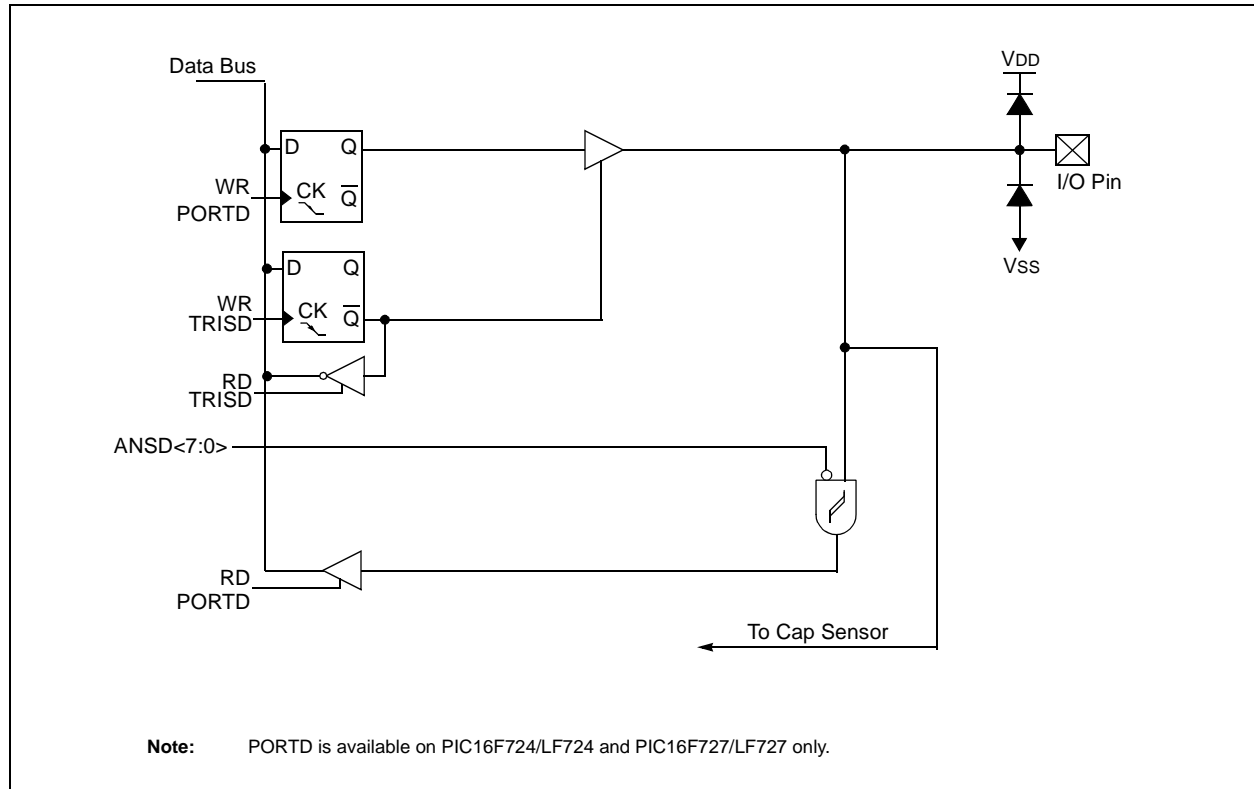 Data Bus
VDD
D Q
WR
PORTD
CK Q
I/O Pin
VSS
D Q
WR
TRISD
CK Q
RD
TRISD
ANSD<7:0>
RD
PORTD
To Cap Sensor
Note: PORTD is available on PIC16F724/LF724 and PIC16F727/LF727 only.